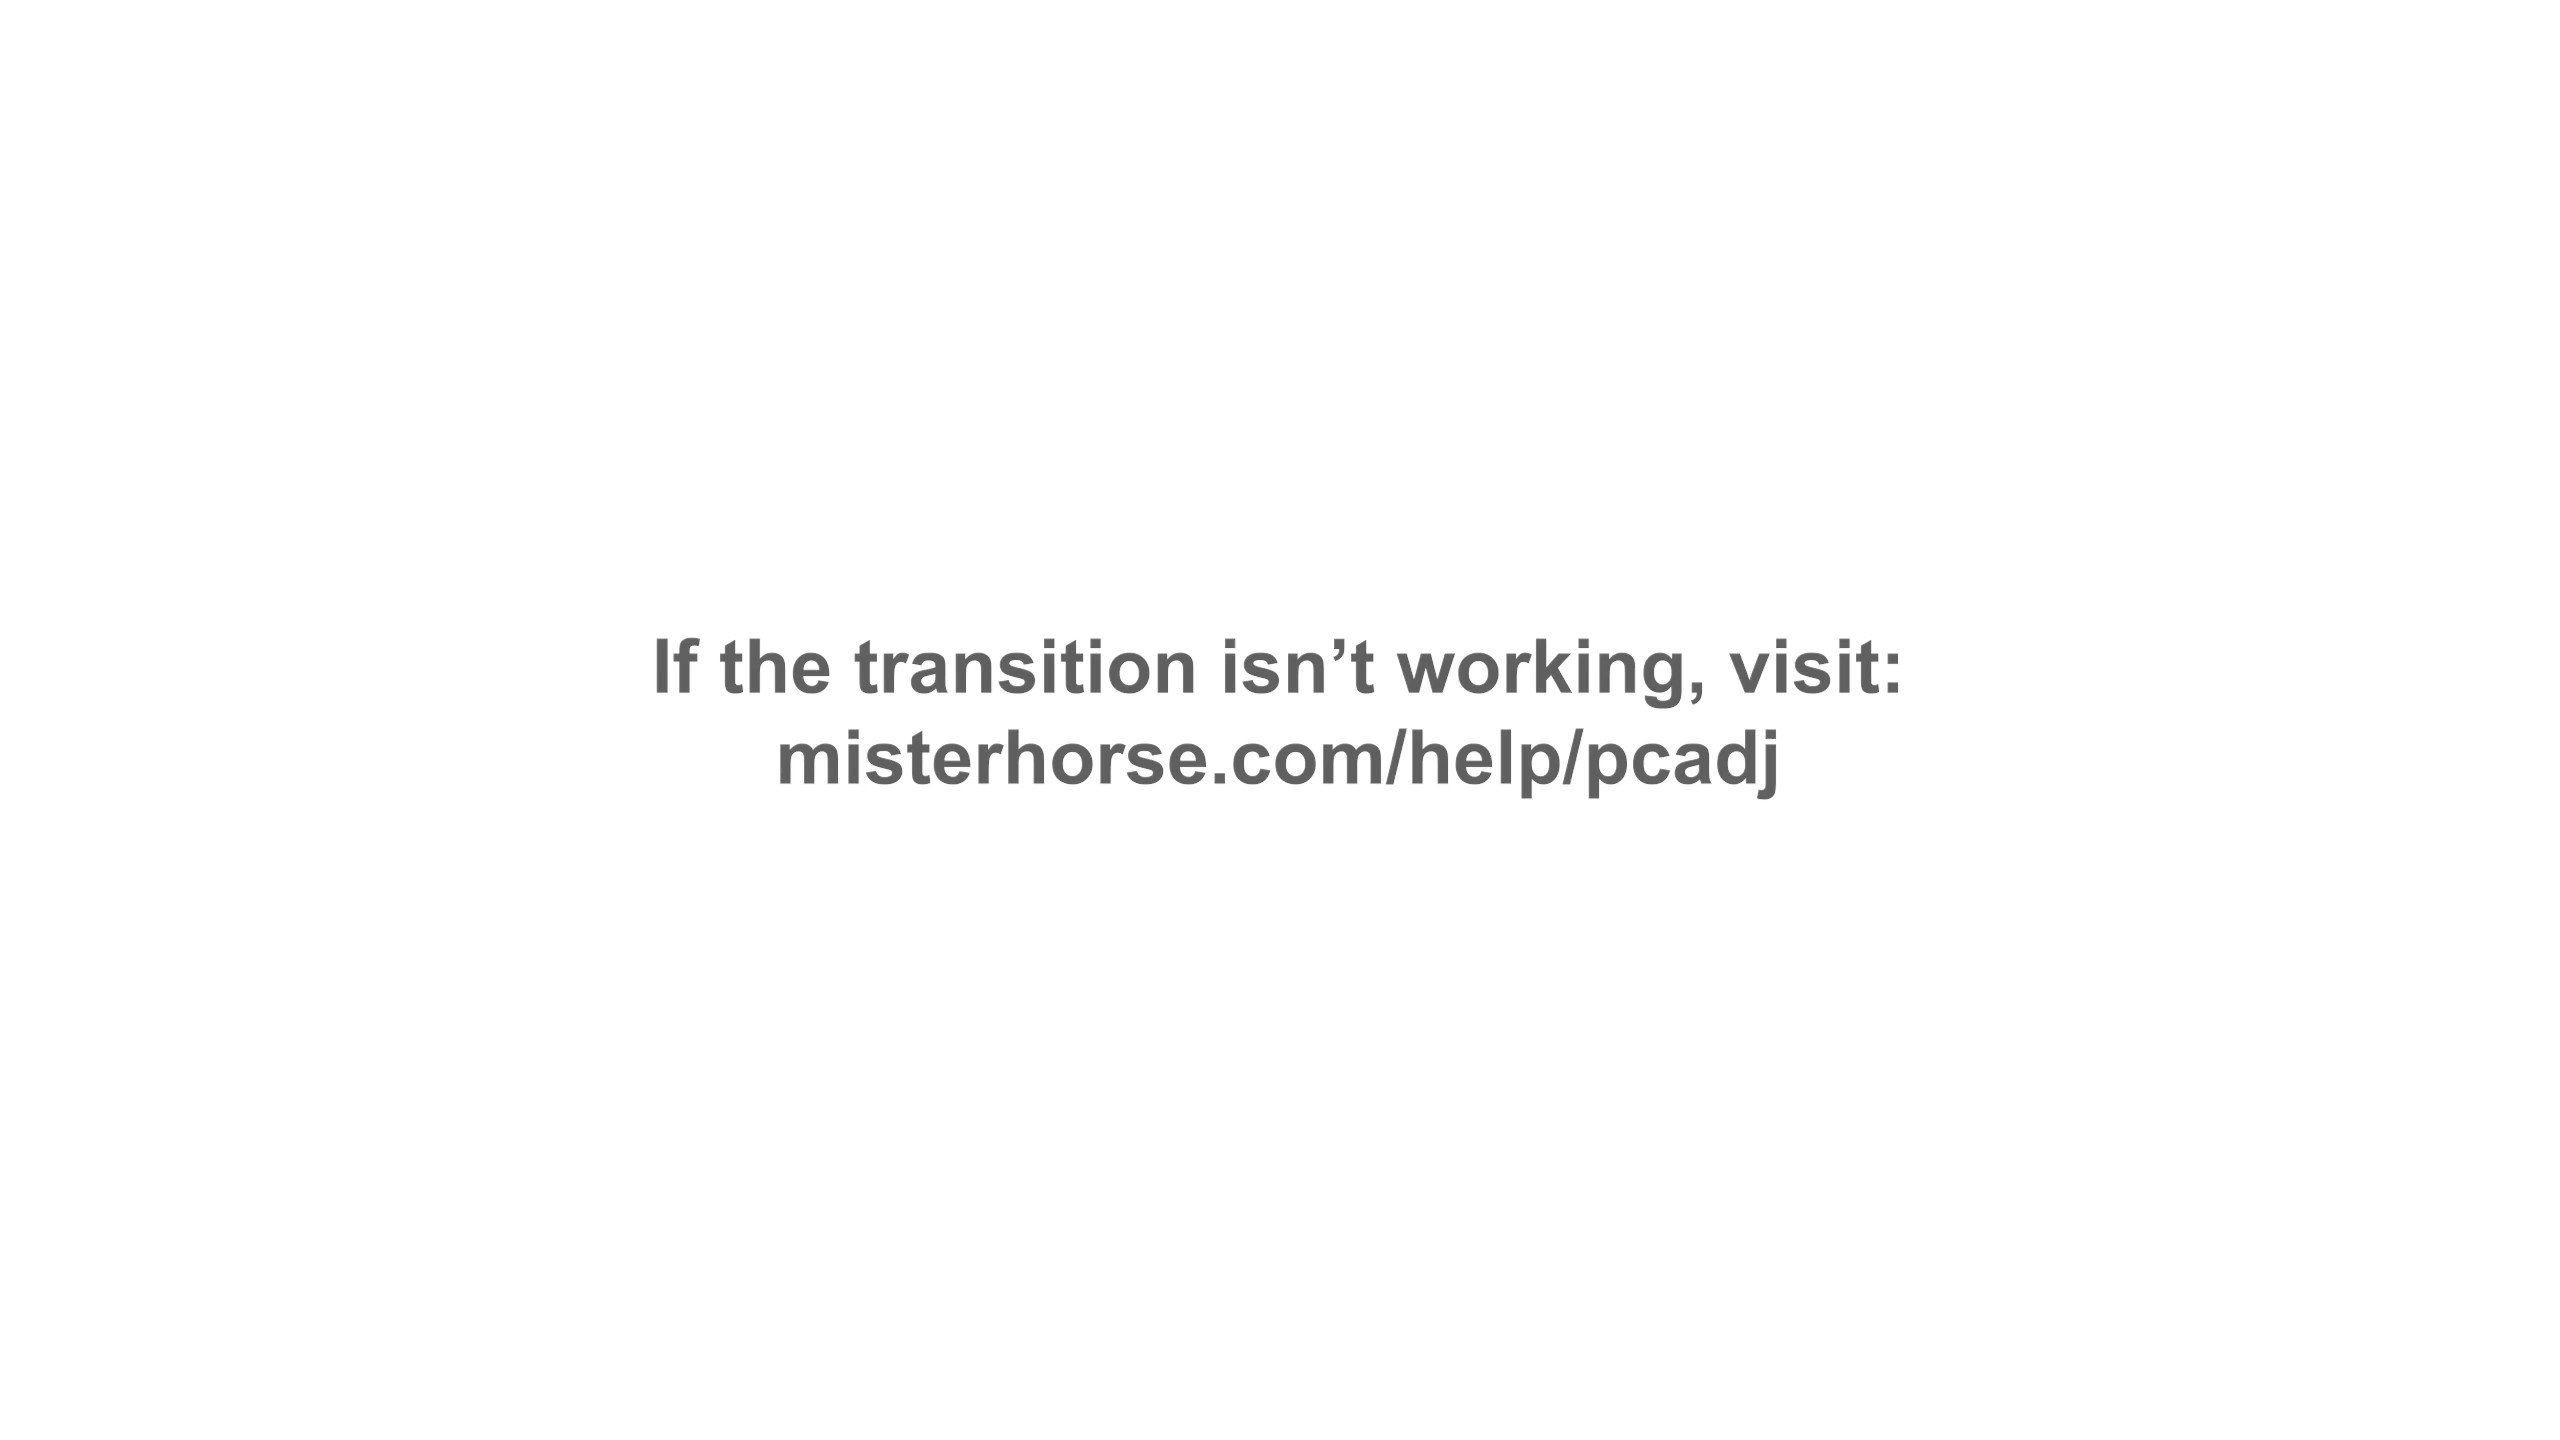 If the transition isn’t working, visit:
misterhorse.com/help/pcadj